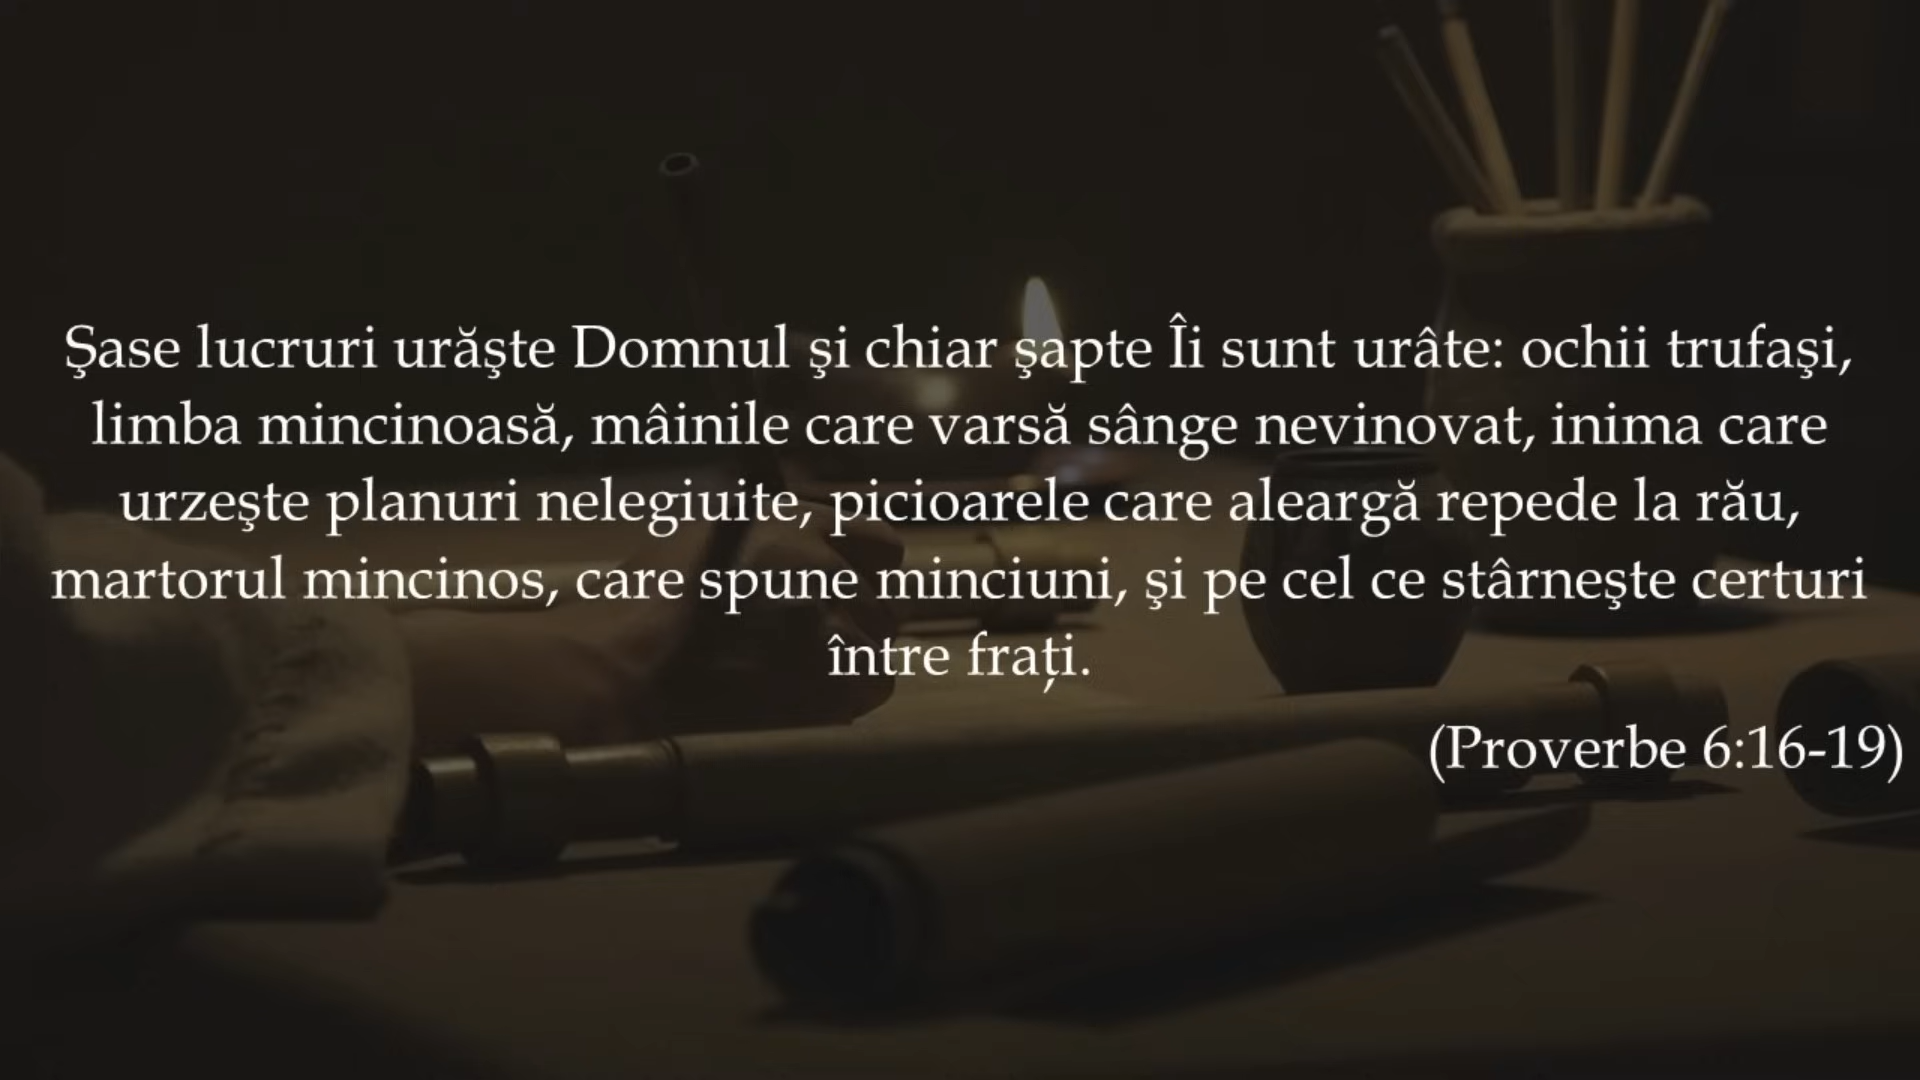 Şase lucruri urăşte Domnul şi chiar şapte Îi sunt urâte: ochii trufaşi,
limba mincinoasă, mâinile care varsă sânge nevinovat, inima care
urzeşte planuri nelegiuite, picioarele care aleargă repede la rău,
martorul mincinos, care spune minciuni, şi pe cel ce stârneşte certuri
între frați.
(Proverbe 6:16-19)